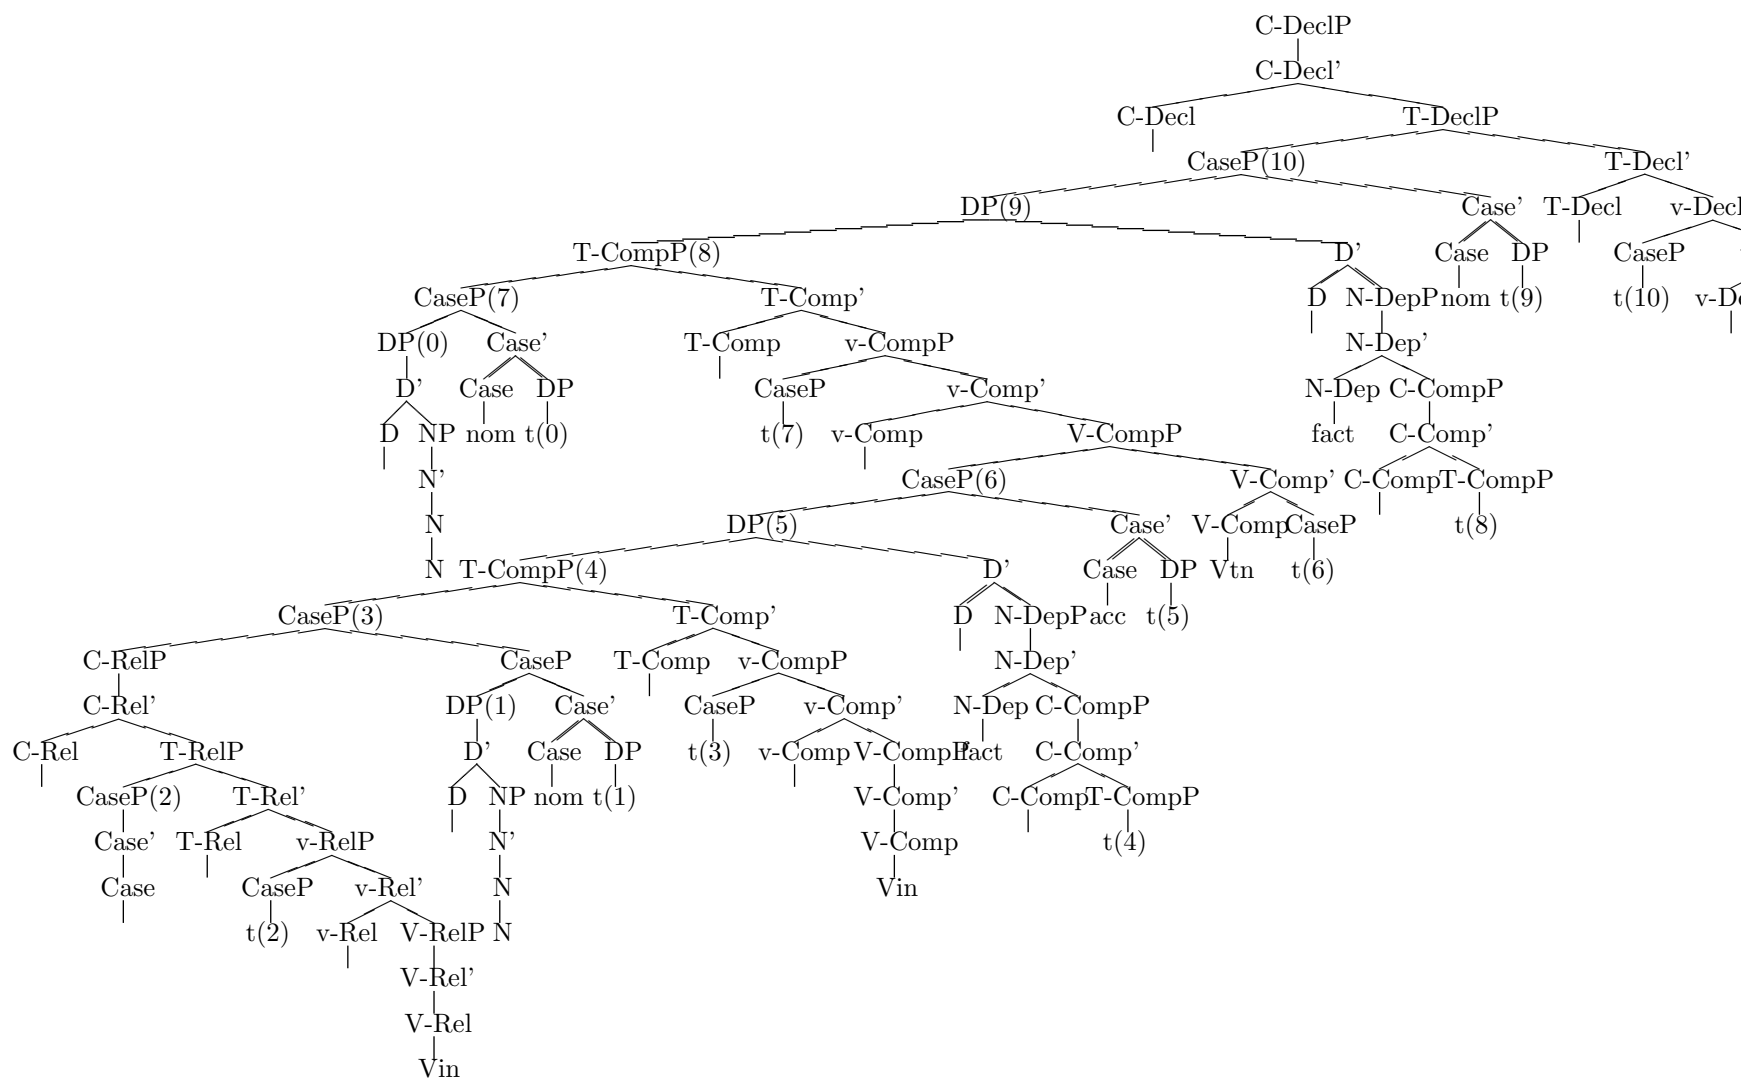 C-DeclP
C-Decl'
C-Decl T-DeclP
CaseP(10) T-Decl'
DP(9) Case' T-Decl v-Decl
T-CompP(8) D' Case DP CaseP
CaseP(7) T-Comp' D N-DepP nom t(9) t(10) v-De
DP(0) Case' T-Comp v-CompP N-Dep'
D' Case DP CaseP v-Comp' N-Dep C-CompP
D NP nom t(0) t(7) v-Comp V-CompP fact C-Comp'
N' CaseP(6) V-Comp' C-Comp T-CompP
N DP(5) Case' V-Comp CaseP t(8)
N T-CompP(4) D' Case DP Vtn t(6)
CaseP(3) T-Comp' D N-DepP acc t(5)
C-RelP CaseP T-Comp v-CompP N-Dep'
C-Rel' DP(1) Case' CaseP v-Comp' N-Dep C-CompP
C-Rel T-RelP D' Case DP t(3) v-Comp V-CompP fact C-Comp'
CaseP(2) T-Rel' D NP nom t(1) V-Comp' C-Comp T-CompP
Case' T-Rel v-RelP N' V-Comp t(4)
Case CaseP v-Rel' N Vin
t(2) v-Rel V-RelP N
V-Rel'
V-Rel
Vin